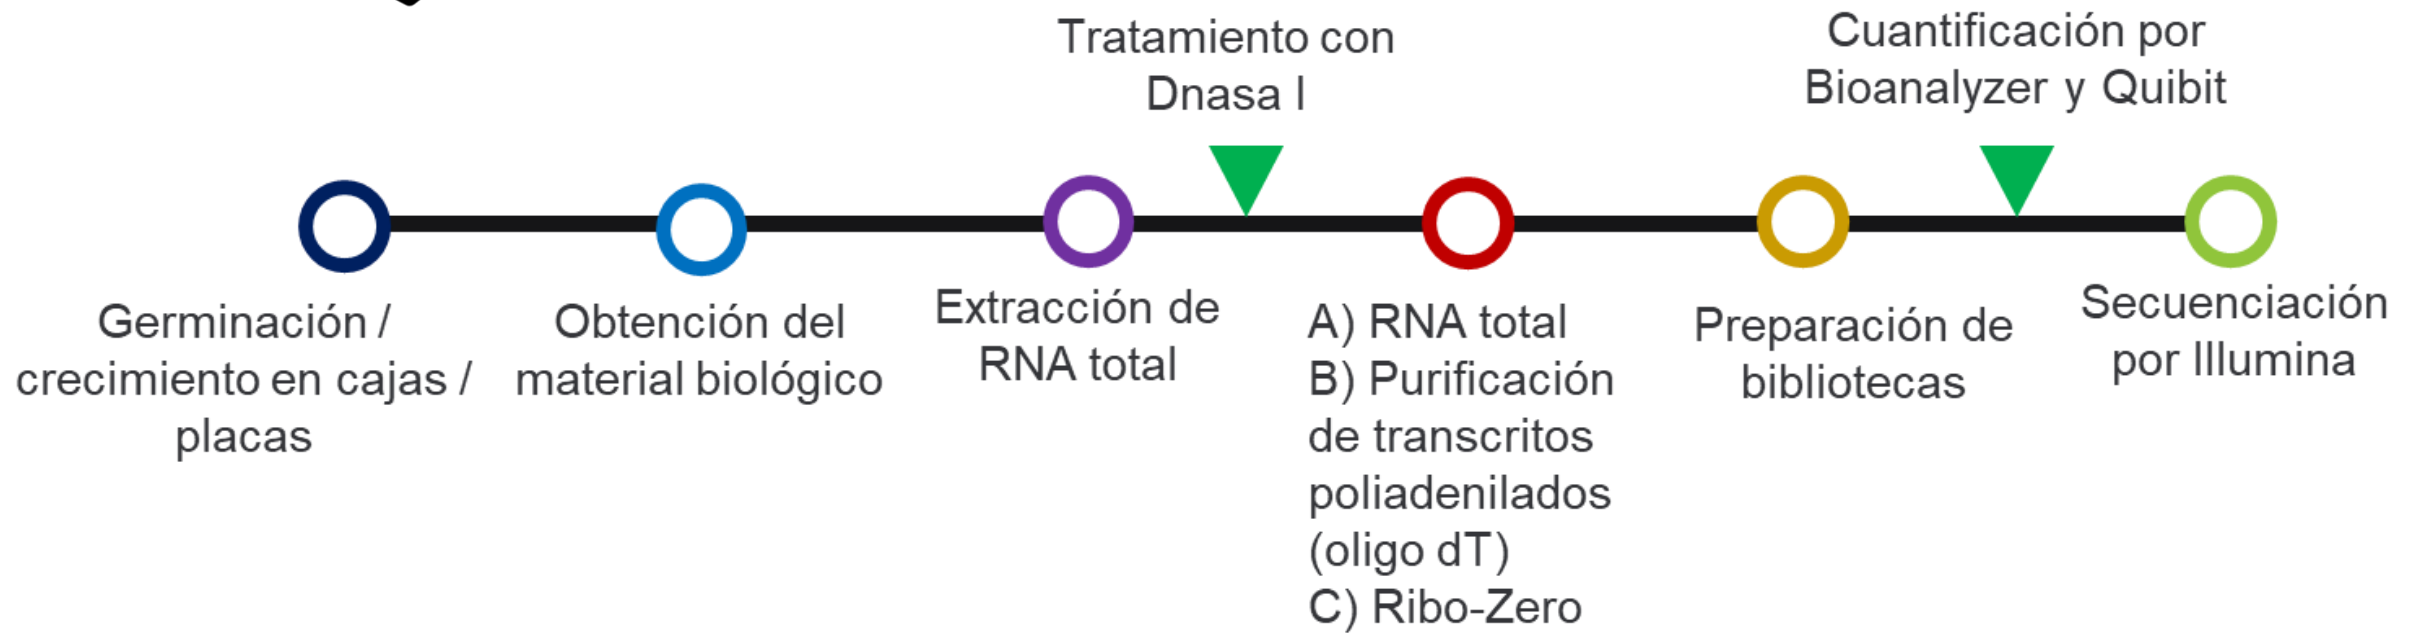 Tratamiento con
Dnasa I
Cuantificación por
Bioanalyzer y Quibit
Germinación /
crecimiento en cajas /
placas
Obtención del
material biológico
Extracción de
RNA total
A) RNA total
B) Purificación
de transcritos
poliadenilados
(oligo dT)
C) Ribo-Zero
Preparación de
bibliotecas
Secuenciación
por Illumina